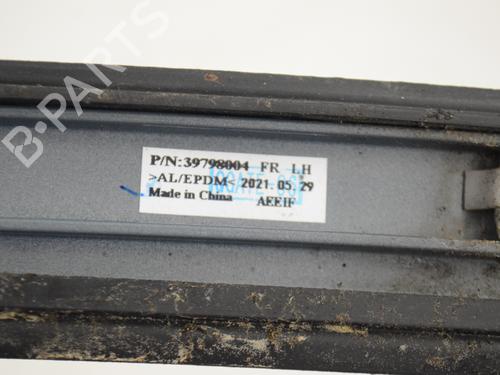 B-PARTS
P/N:39798004 FR LH
>AL/EPDM< 2021.05.29
Made in China AEEIF